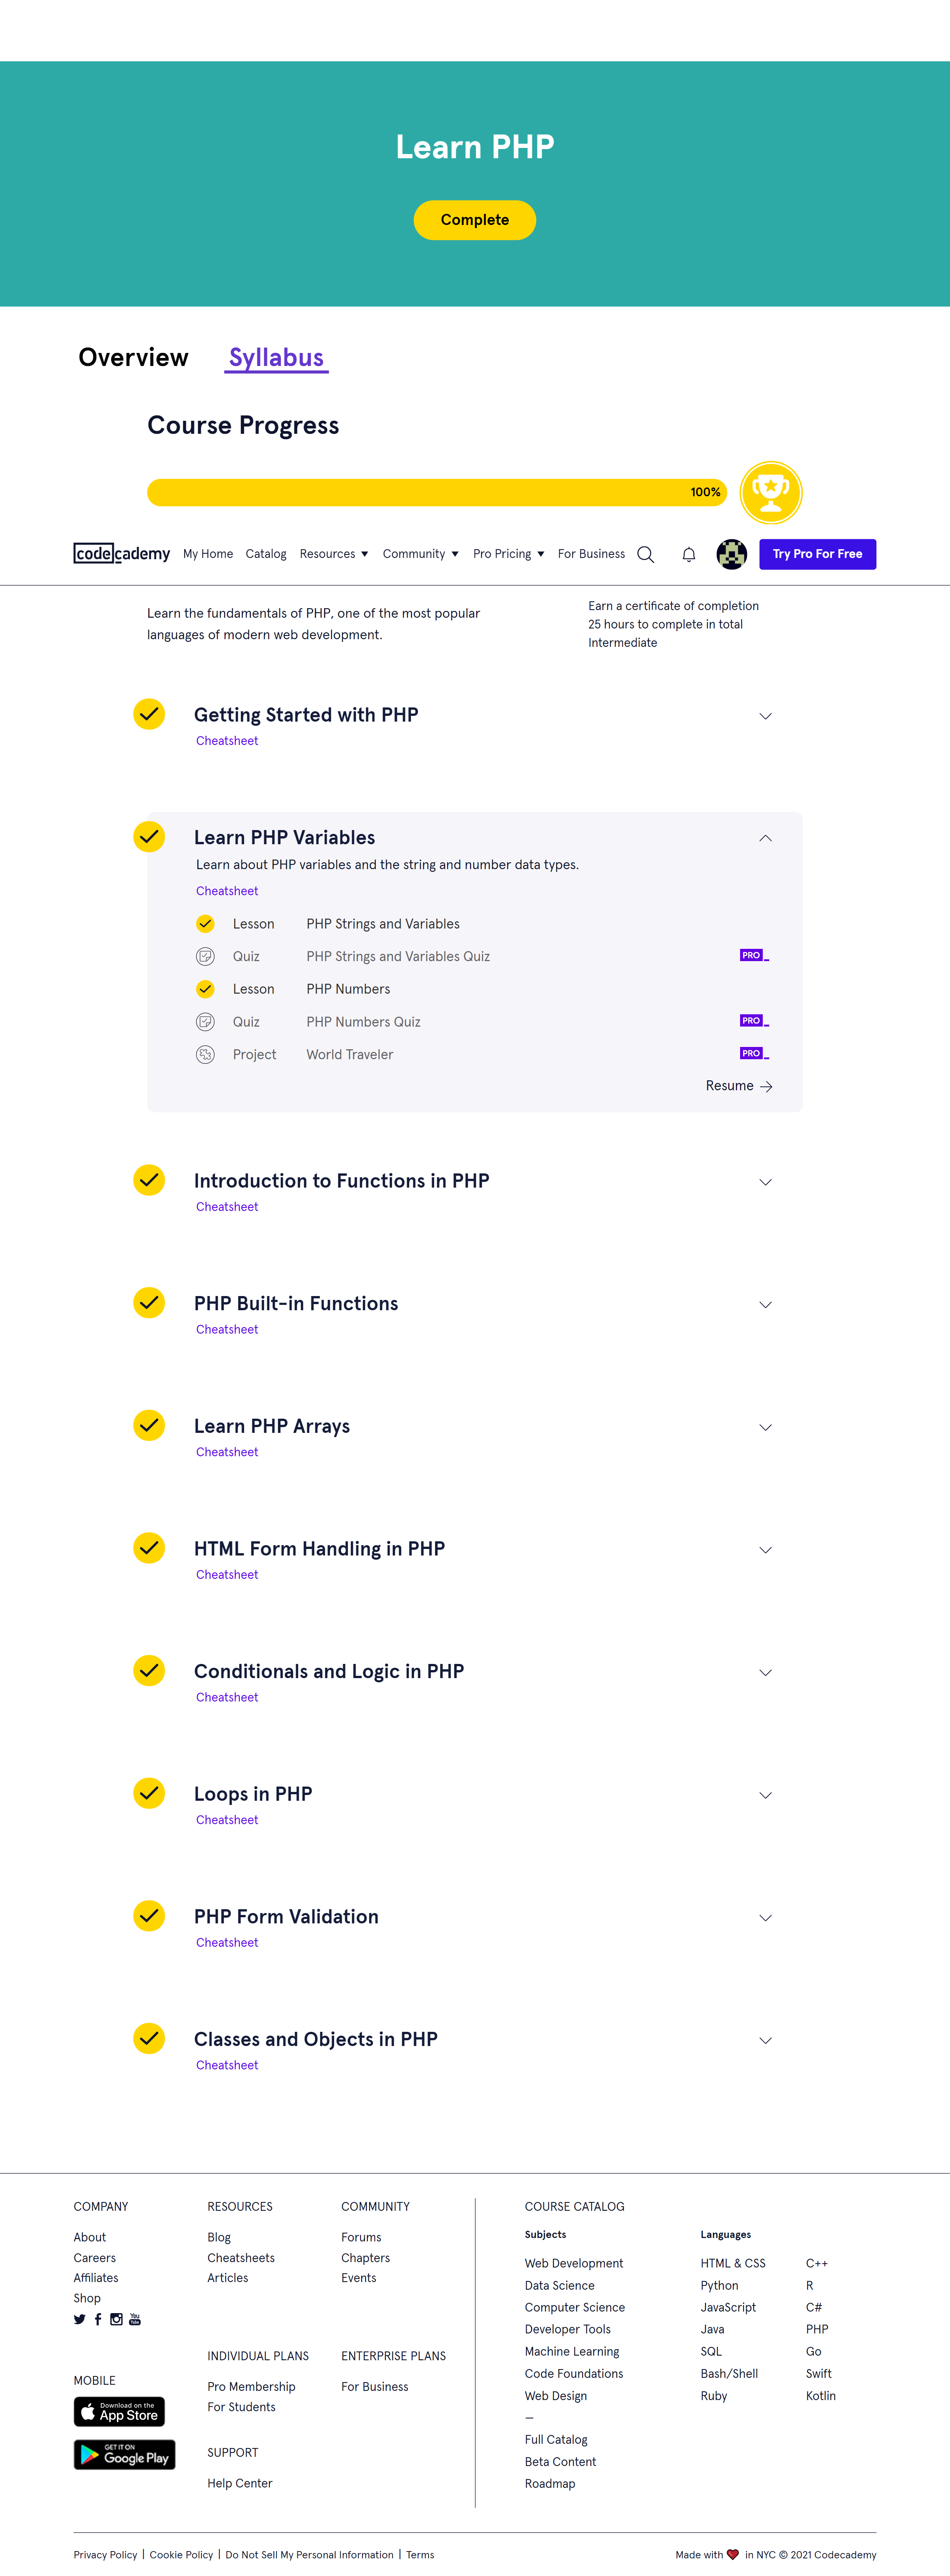 Learn PHP
Complete
Overview
Syllabus
Course Progress
100%
codecademy
My Home
Catalog
Resources
Community
Pro Pricing
For Business
Try Pro For Free
Learn the fundamentals of PHP, one of the most popular
languages of modern web development.
Earn a certificate of completion
25 hours to complete in total
Intermediate
Getting Started with PHP
Cheatsheet
Learn PHP Variables
Learn about PHP variables and the string and number data types.
Cheatsheet
Lesson PHP Strings and Variables
Quiz PHP Strings and Variables Quiz PRO
Lesson PHP Numbers
Quiz PHP Numbers Quiz PRO
Project World Traveler PRO
Resume
Introduction to Functions in PHP
Cheatsheet
PHP Built-in Functions
Cheatsheet
Learn PHP Arrays
Cheatsheet
HTML Form Handling in PHP
Cheatsheet
Conditionals and Logic in PHP
Cheatsheet
Loops in PHP
Cheatsheet
PHP Form Validation
Cheatsheet
Classes and Objects in PHP
Cheatsheet
COMPANY
About
Careers
Affiliates
Shop
You
Tube
MOBILE
Download on the
App Store
GET IT ON
Google Play
RESOURCES
Blog
Cheatsheets
Articles
COMMUNITY
Forums
Chapters
Events
INDIVIDUAL PLANS
Pro Membership
For Students
ENTERPRISE PLANS
For Business
SUPPORT
Help Center
COURSE CATALOG
Subjects
Web Development
Data Science
Computer Science
Developer Tools
Machine Learning
Code Foundations
Web Design
—
Full Catalog
Beta Content
Roadmap
Languages
HTML & CSS
Python
JavaScript
Java
SQL
Bash/Shell
Ruby
C++
R
C#
PHP
Go
Swift
Kotlin
Privacy Policy | Cookie Policy | Do Not Sell My Personal Information | Terms
Made with ❤ in NYC © 2021 Codecademy